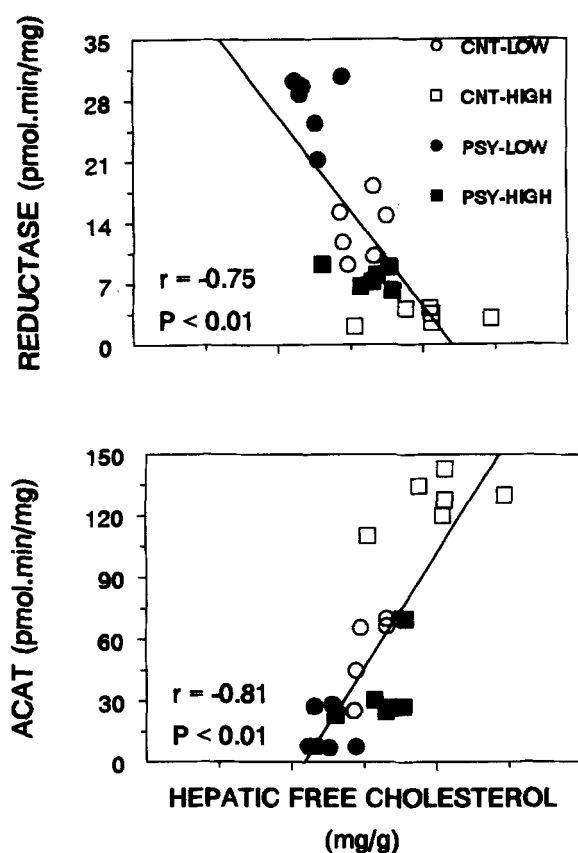 REDUCTASE (pmol.min/mg)
35
28
21
14
7
0
CNT-LOW
CNT-HIGH
PSY-LOW
PSY-HIGH
r = -0.75
P < 0.01
ACAT (pmol.min/mg)
150
120
90
60
30
0
r = -0.81
P < 0.01
HEPATIC FREE CHOLESTEROL
(mg/g)